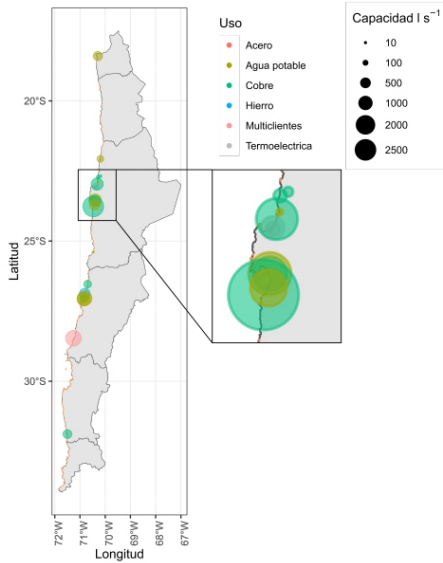 Uso
Acero
Agua potable
Cobre
Hierro
Multiclientes
Termoelectrica
Capacidad l s⁻¹
10
100
500
1000
2000
2500
20°S
25°S
30°S
Latitud
72°W
71°W
70°W
69°W
68°W
67°W
Longitud